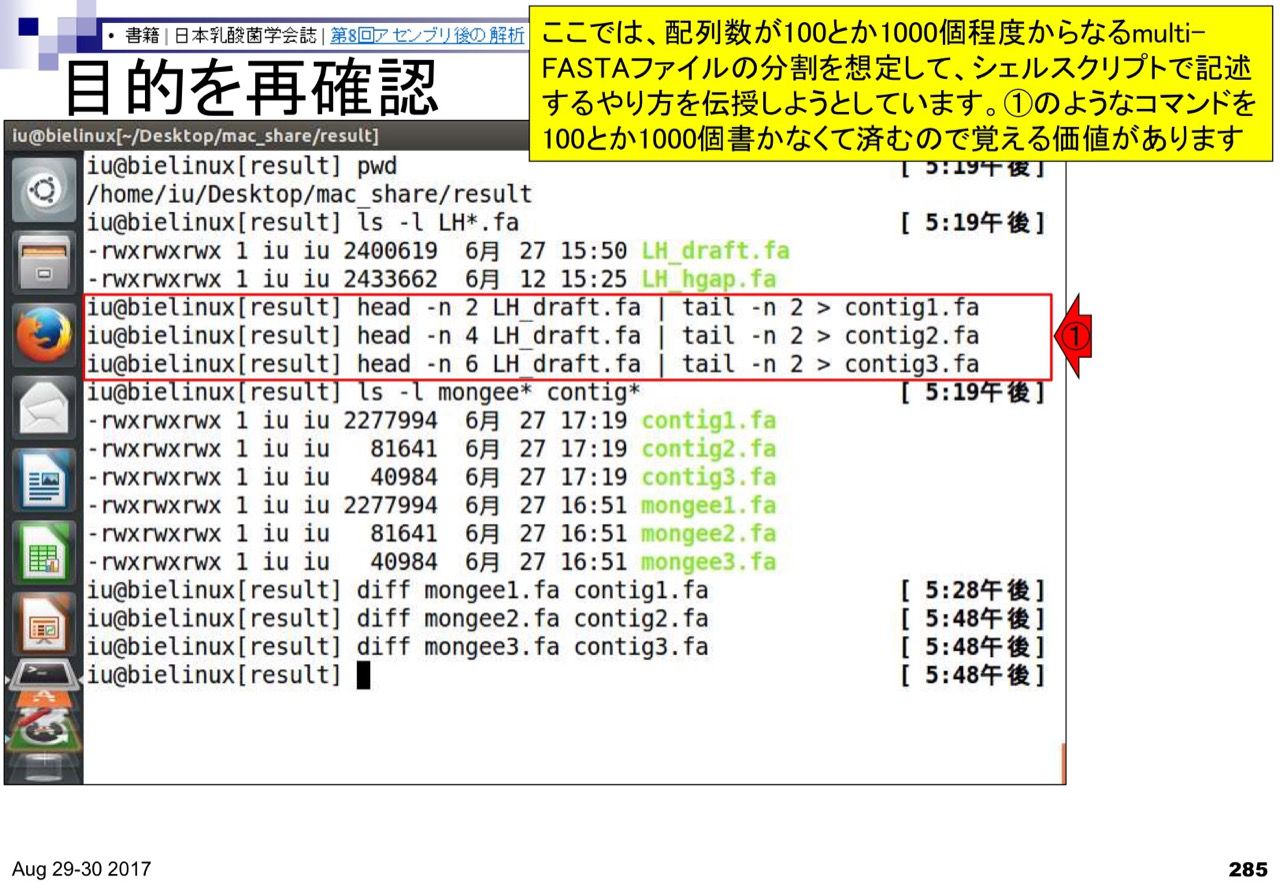 ・ 書籍 | 日本乳酸菌学会誌 | 第8回アセンブリ後の解析
目的を再確認
ここでは、配列数が100とか1000個程度からなるmulti-
FASTAファイルの分割を想定して、シェルスクリプトで記述
するやり方を伝授しようとしています。①のようなコマンドを
100とか1000個書かなくて済むので覚える価値があります
iu@bielinux[~/Desktop/mac_share/result]
iu@bielinux[result] pwd [ 5:19午後]
/home/iu/Desktop/mac_share/result
iu@bielinux[result] ls -l LH*.fa [ 5:19午後]
-rwxrwxrwx 1 iu iu 2400619 6月 27 15:50 LH_draft.fa
-rwxrwxrwx 1 iu iu 2433662 6月 12 15:25 LH_hgap.fa
iu@bielinux[result] head -n 2 LH_draft.fa | tail -n 2 > contig1.fa
iu@bielinux[result] head -n 4 LH_draft.fa | tail -n 2 > contig2.fa
①
iu@bielinux[result] head -n 6 LH_draft.fa | tail -n 2 > contig3.fa
iu@bielinux[result] ls -l mongee* contig* [ 5:19午後]
-rwxrwxrwx 1 iu iu 2277994 6月 27 17:19 contig1.fa
-rwxrwxrwx 1 iu iu 81641 6月 27 17:19 contig2.fa
-rwxrwxrwx 1 iu iu 40984 6月 27 17:19 contig3.fa
-rwxrwxrwx 1 iu iu 2277994 6月 27 16:51 mongee1.fa
-rwxrwxrwx 1 iu iu 81641 6月 27 16:51 mongee2.fa
-rwxrwxrwx 1 iu iu 40984 6月 27 16:51 mongee3.fa
iu@bielinux[result] diff mongee1.fa contig1.fa [ 5:28午後]
iu@bielinux[result] diff mongee2.fa contig2.fa [ 5:48午後]
iu@bielinux[result] diff mongee3.fa contig3.fa [ 5:48午後]
iu@bielinux[result] [ 5:48午後]
Aug 29-30 2017
285